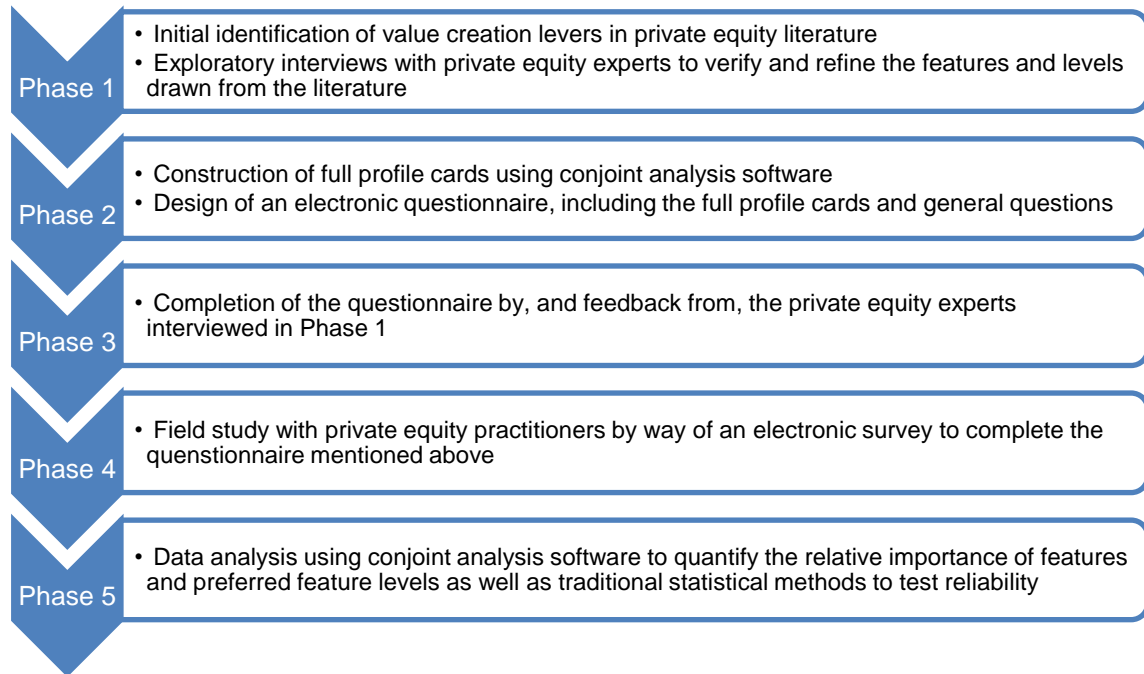 Phase 1
• Initial identification of value creation levers in private equity literature
• Exploratory interviews with private equity experts to verify and refine the features and levels
drawn from the literature
Phase 2
• Construction of full profile cards using conjoint analysis software
• Design of an electronic questionnaire, including the full profile cards and general questions
Phase 3
• Completion of the questionnaire by, and feedback from, the private equity experts
interviewed in Phase 1
Phase 4
• Field study with private equity practitioners by way of an electronic survey to complete the
quenstionnaire mentioned above
Phase 5
• Data analysis using conjoint analysis software to quantify the relative importance of features
and preferred feature levels as well as traditional statistical methods to test reliability